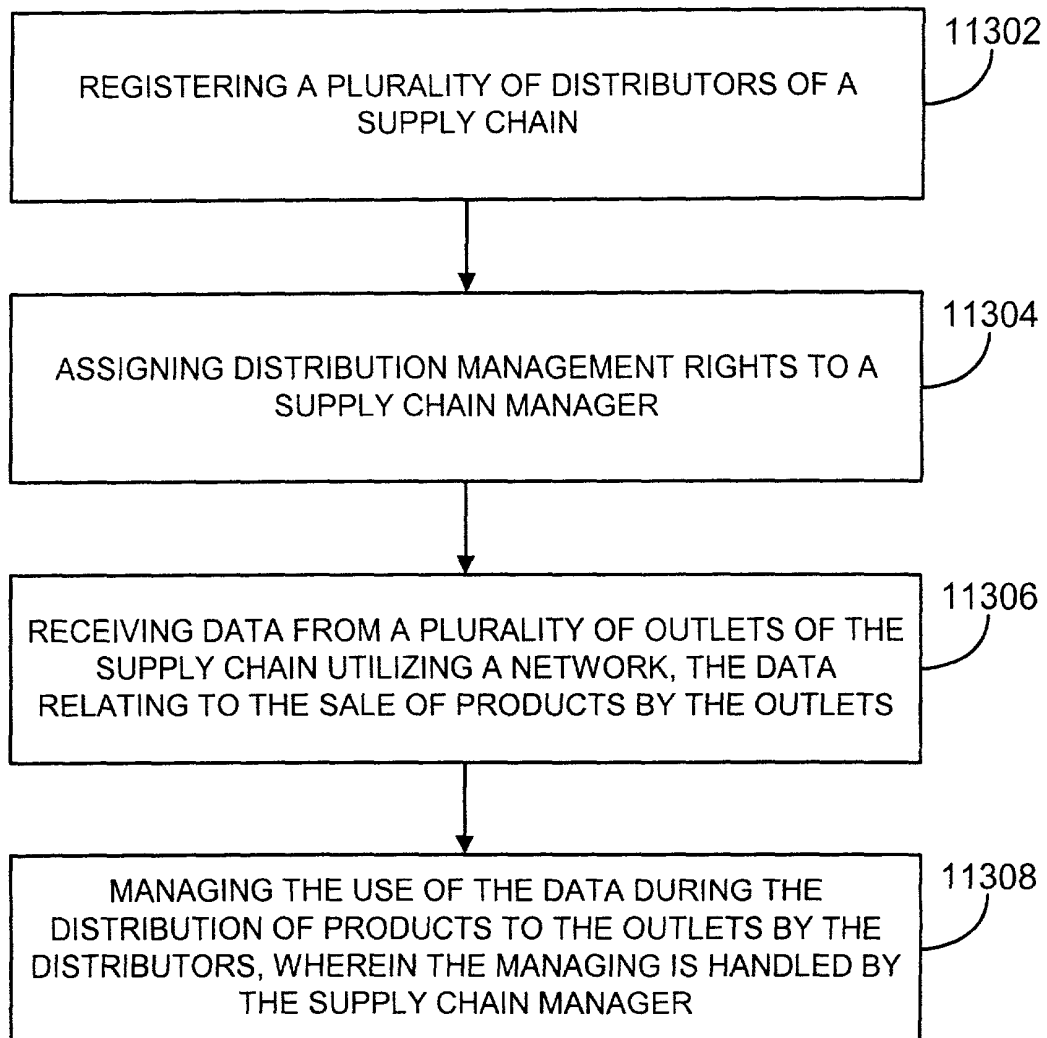 11302
REGISTERING A PLURALITY OF DISTRIBUTORS OF A
SUPPLY CHAIN
11304
ASSIGNING DISTRIBUTION MANAGEMENT RIGHTS TO A
SUPPLY CHAIN MANAGER
11306
RECEIVING DATA FROM A PLURALITY OF OUTLETS OF THE
SUPPLY CHAIN UTILIZING A NETWORK, THE DATA
RELATING TO THE SALE OF PRODUCTS BY THE OUTLETS
11308
MANAGING THE USE OF THE DATA DURING THE
DISTRIBUTION OF PRODUCTS TO THE OUTLETS BY THE
DISTRIBUTORS, WHEREIN THE MANAGING IS HANDLED BY
THE SUPPLY CHAIN MANAGER